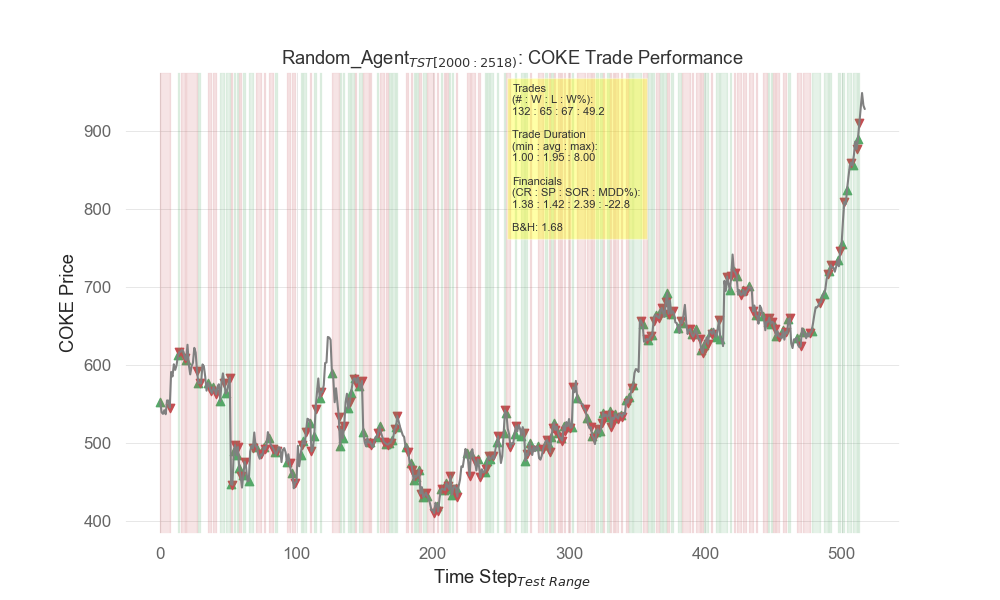 Random_Agent TST[2000:2518): COKE Trade Performance
Trades
(# : W : L : W%):
132 : 65 : 67 : 49.2
Trade Duration
(min : avg : max):
1.00 : 1.95 : 8.00
Financials
(CR : SP : SOR : MDD%):
1.38 : 1.42 : 2.39 : -22.8
B&H: 1.68
COKE Price
900
800
700
600
500
400
0 100 200 300 400 500
Time Step Test Range